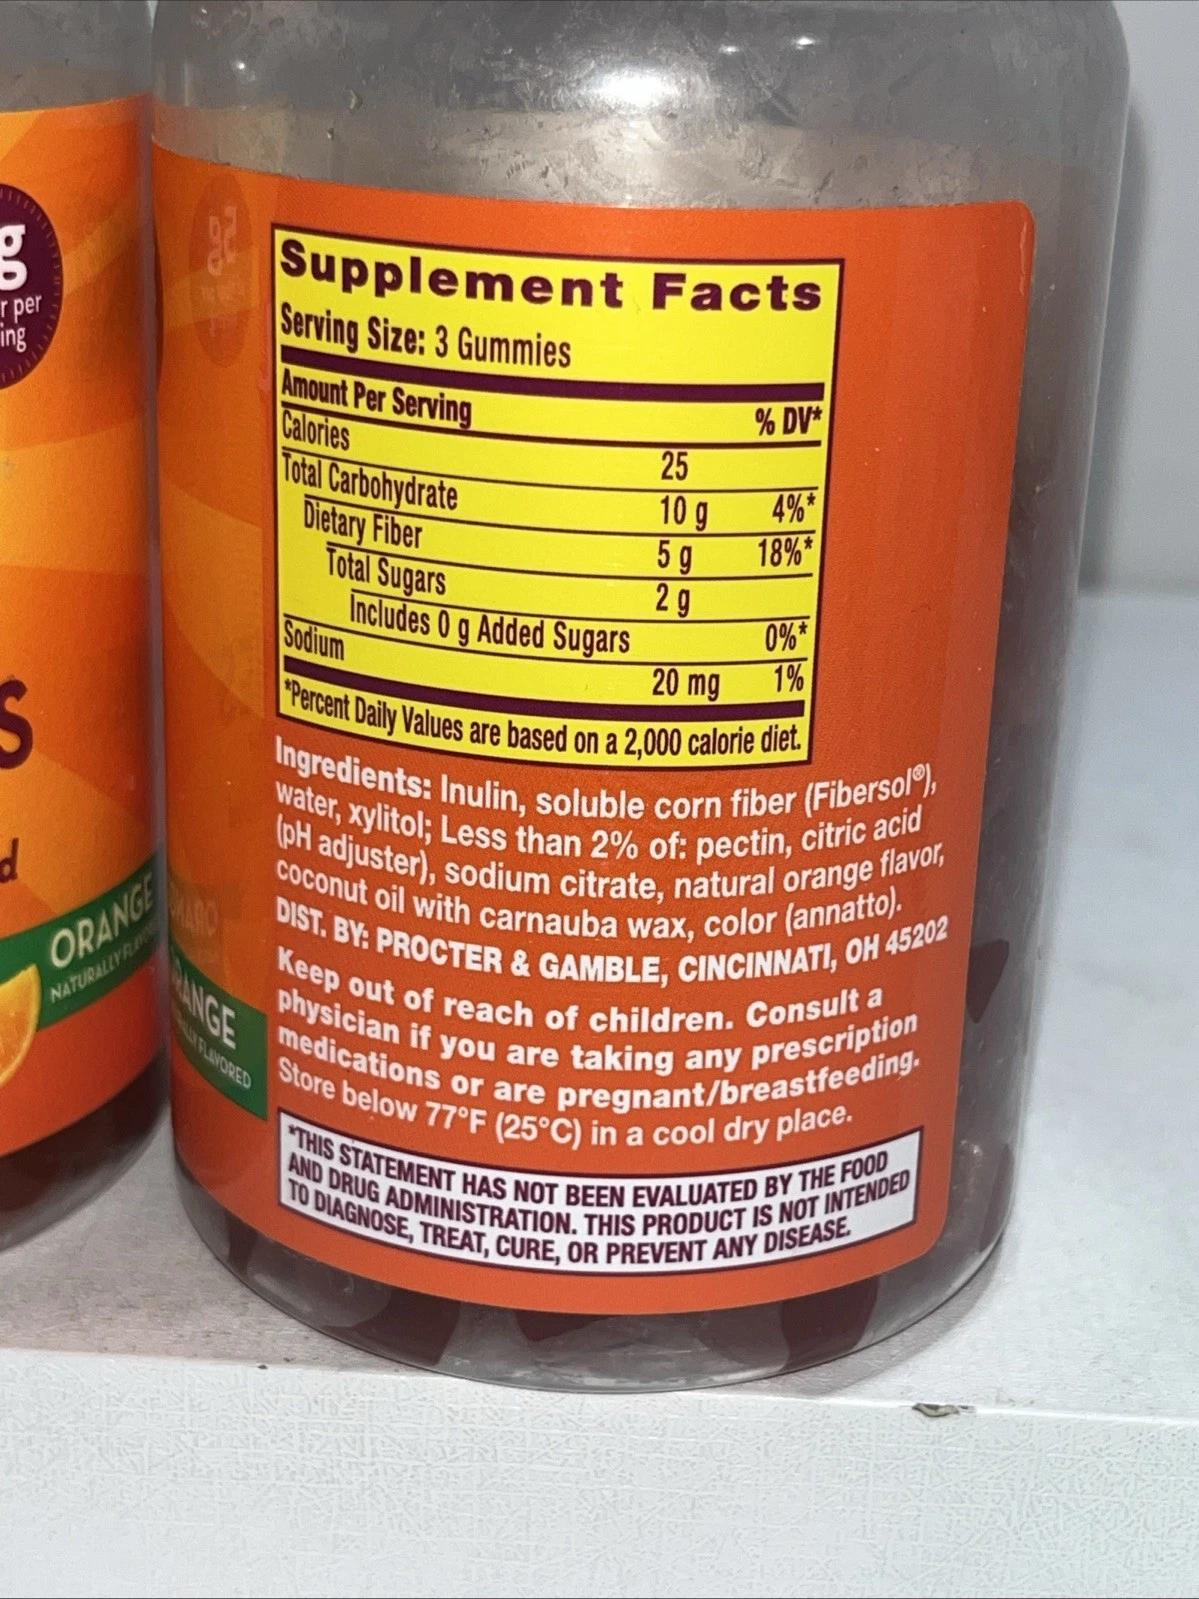 g
r per
ing
S
d
ORANGE
NATURALLY FLAVOR
RANGE
LLY FLAVORED
Supplement Facts
Serving Size: 3 Gummies
Amount Per Serving % DV*
Calories 25
Total Carbohydrate 10 g 4%*
Dietary Fiber 5 g 18%*
Total Sugars 2 g
Includes 0 g Added Sugars 0%*
Sodium 20 mg 1%
*Percent Daily Values are based on a 2,000 calorie diet.
Ingredients: Inulin, soluble corn fiber (Fibersol®),
water, xylitol; Less than 2% of: pectin, citric acid
(pH adjuster), sodium citrate, natural orange flavor,
coconut oil with carnauba wax, color (annatto).
DIST. BY: PROCTER & GAMBLE, CINCINNATI, OH 45202
Keep out of reach of children. Consult a
physician if you are taking any prescription
medications or are pregnant/breastfeeding.
Store below 77°F (25°C) in a cool dry place.
*THIS STATEMENT HAS NOT BEEN EVALUATED BY THE FOOD
AND DRUG ADMINISTRATION. THIS PRODUCT IS NOT INTENDED
TO DIAGNOSE, TREAT, CURE, OR PREVENT ANY DISEASE.